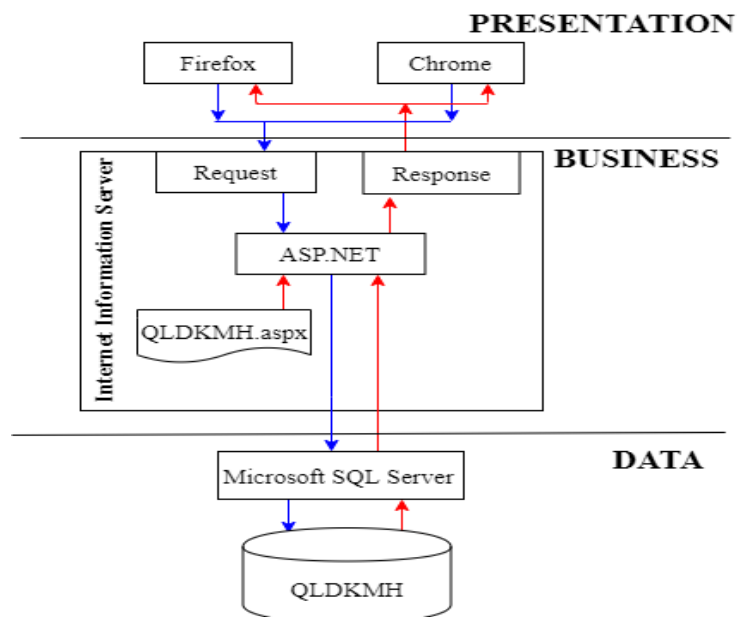 PRESENTATION
Firefox
Chrome
BUSINESS
Internet Information Server
Request
Response
ASP.NET
QLDKMH.aspx
DATA
Microsoft SQL Server
QLDKMH